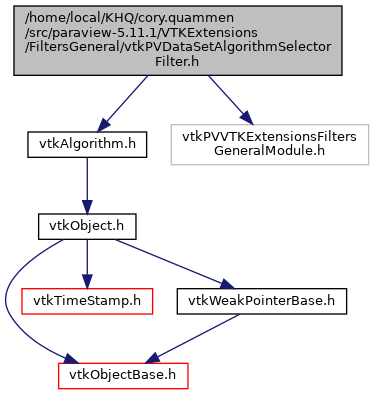 /home/local/KHQ/cory.quammen
/src/paraview-5.11.1/VTKExtensions
/FiltersGeneral/vtkPVDataSetAlgorithmSelector
Filter.h
vtkAlgorithm.h
vtkPVVTKExtensionsFilters
GeneralModule.h
vtkObject.h
vtkTimeStamp.h
vtkWeakPointerBase.h
vtkObjectBase.h